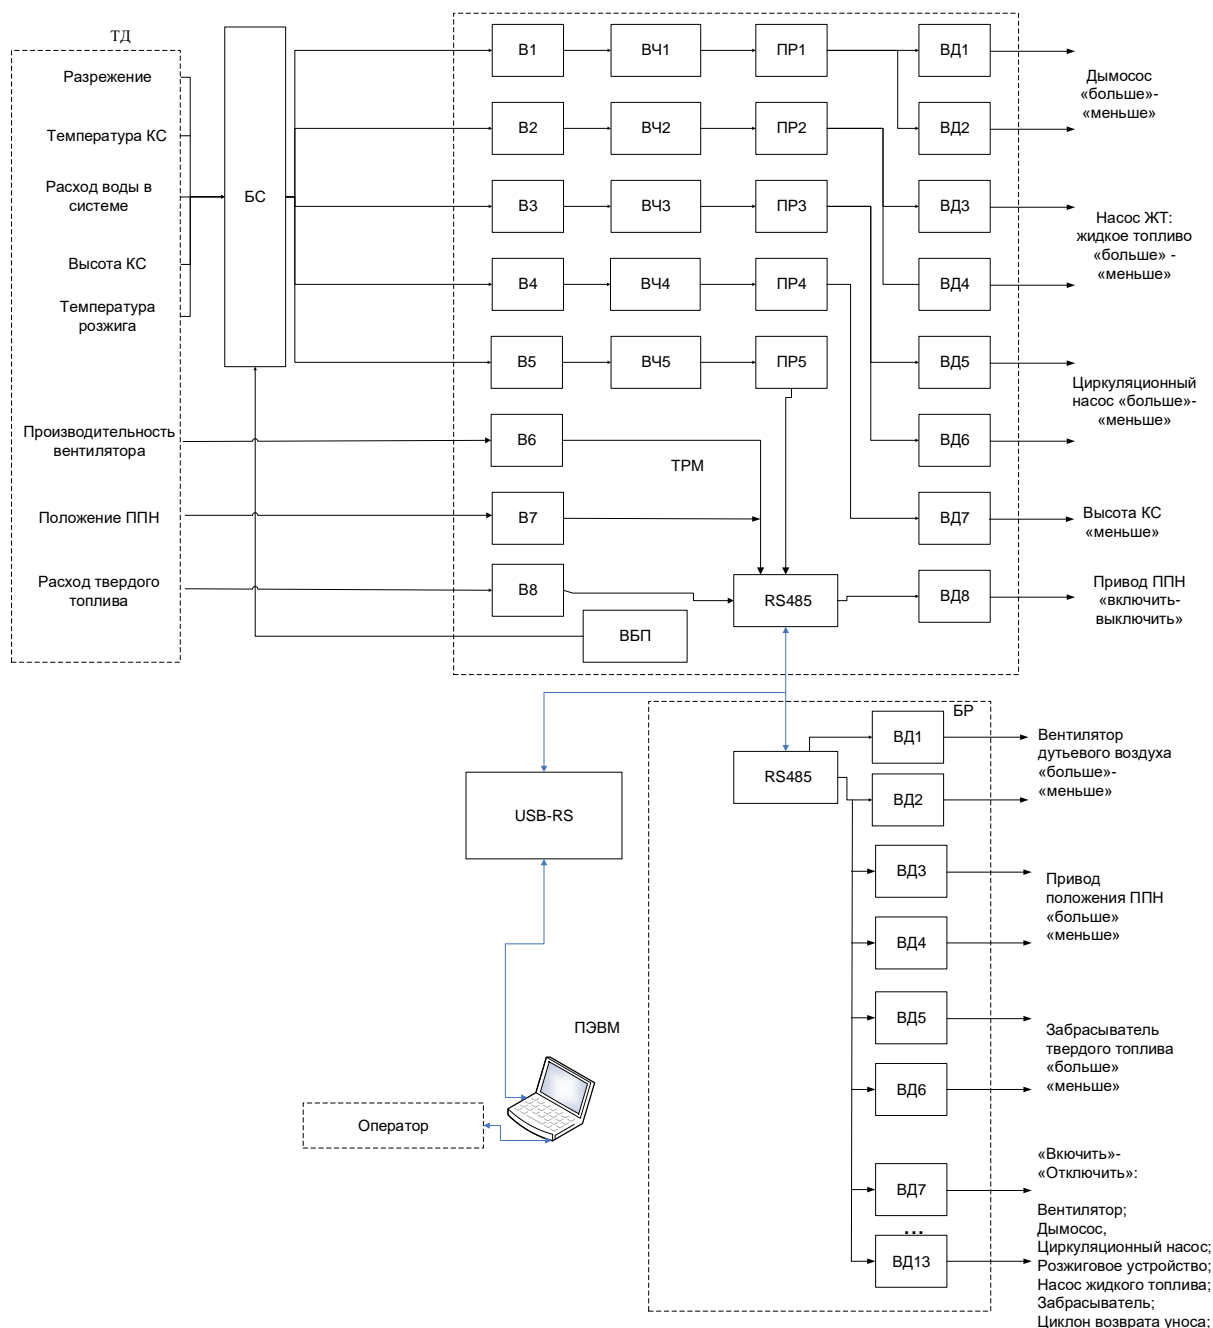 ТД
Разрежение
Температура КС
Расход воды в
системе
Высота КС
Температура
розжига
Производительность
вентилятора
Положение ППН
Расход твердого
топлива
БС
В1
ВЧ1
ПР1
ВД1
В2
ВЧ2
ПР2
ВД2
В3
ВЧ3
ПР3
ВД3
В4
ВЧ4
ПР4
ВД4
В5
ВЧ5
ПР5
ВД5
В6
ТРМ
ВД6
В7
ВД7
В8
RS485
ВД8
ВБП
Дымосос
«больше»-
«меньше»
Насос ЖТ:
жидкое топливо
«больше» -
«меньше»
Циркуляционный
насос «больше»-
«меньше»
Высота КС
«меньше»
Привод ППН
«включить-
выключить»
USB-RS
ПЭВМ
Оператор
БР
RS485
ВД1
ВД2
ВД3
ВД4
ВД5
ВД6
ВД7
...
ВД13
Вентилятор
дутьевого воздуха
«больше»-
«меньше»
Привод
положения ППН
«больше»
«меньше»
Забрасыватель
твердого топлива
«больше»
«меньше»
«Вкючить»-
«Отключить»:
Вентилятор;
Дымосос,
Циркуляционный насос;
Розжиговое устройство;
Насос жидкого топлива;
Забрасыватель;
Циклон возврата уноса;